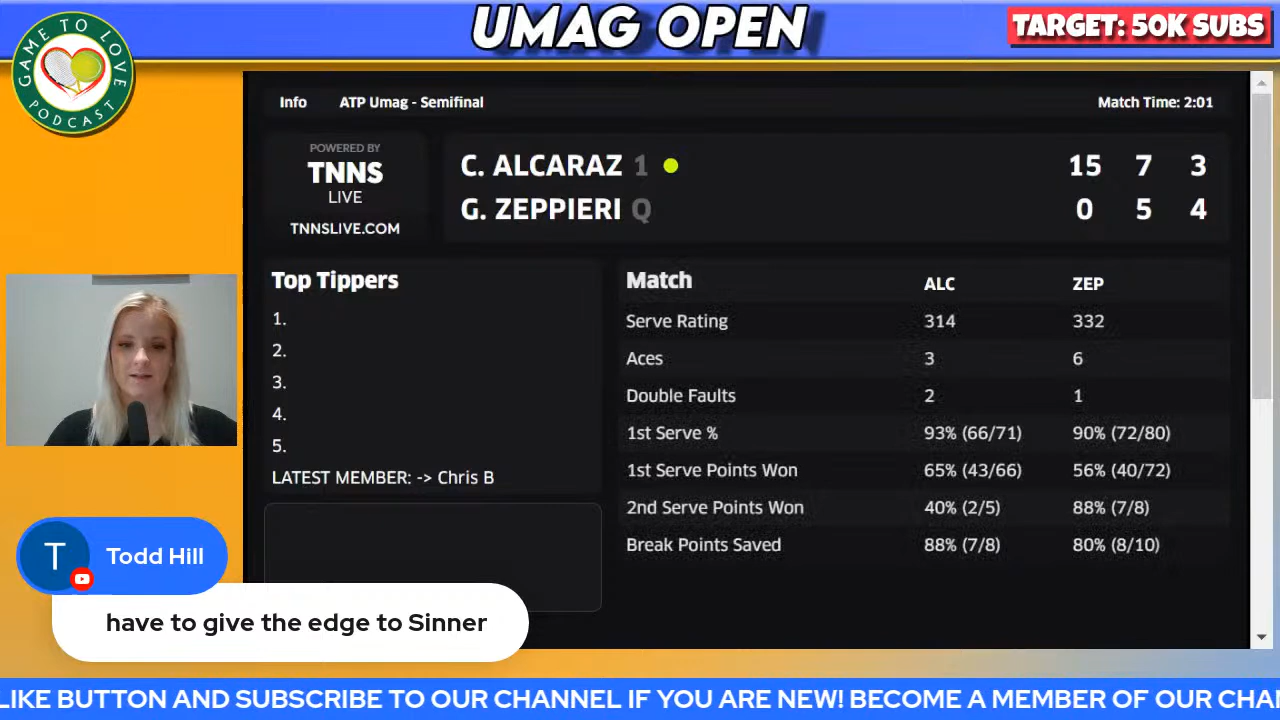 UMAG OPEN
TARGET: 50K SUBS
GAME TO LOVE
PODCAST
Info ATP Umag - Semifinal Match Time: 2:01
POWERED BY
TNNS
LIVE
TNNSLIVE.COM
C. ALCARAZ 1 15 7 3
G. ZEPPIERI Q 0 5 4
Top Tippers
1.
2.
3.
4.
5.
LATEST MEMBER: -> Chris B
Match ALC ZEP
Serve Rating 314 332
Aces 3 6
Double Faults 2 1
1st Serve % 93% (66/71) 90% (72/80)
1st Serve Points Won 65% (43/66) 56% (40/72)
2nd Serve Points Won 40% (2/5) 88% (7/8)
Break Points Saved 88% (7/8) 80% (8/10)
T Todd Hill
have to give the edge to Sinner
LIKE BUTTON AND SUBSCRIBE TO OUR CHANNEL IF YOU ARE NEW! BECOME A MEMBER OF OUR CHAN